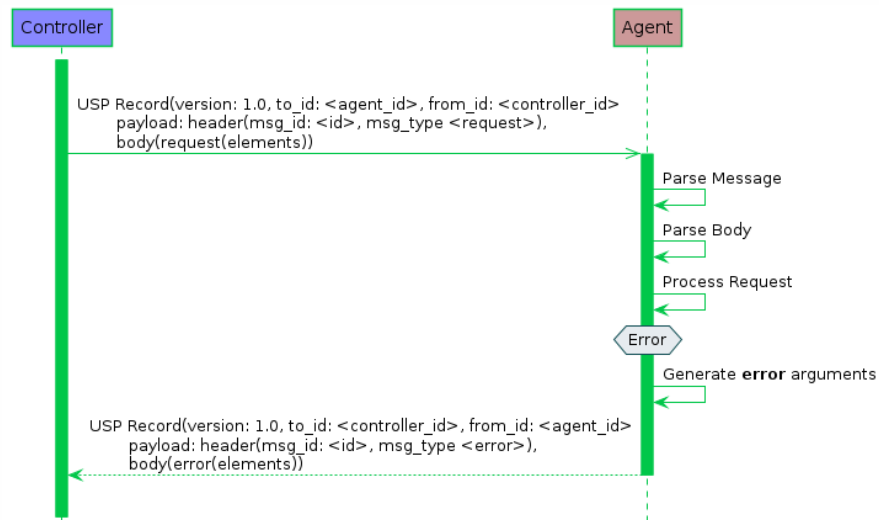 Controller
Agent
USP Record(version: 1.0, to_id: <agent_id>, from_id: <controller_id>
payload: header(msg_id: <id>, msg_type <request>),
body(request(elements))
Parse Message
Parse Body
Process Request
Error
Generate error arguments
USP Record(version: 1.0, to_id: <controller_id>, from_id: <agent_id>
payload: header(msg_id: <id>, msg_type <error>),
body(error(elements))